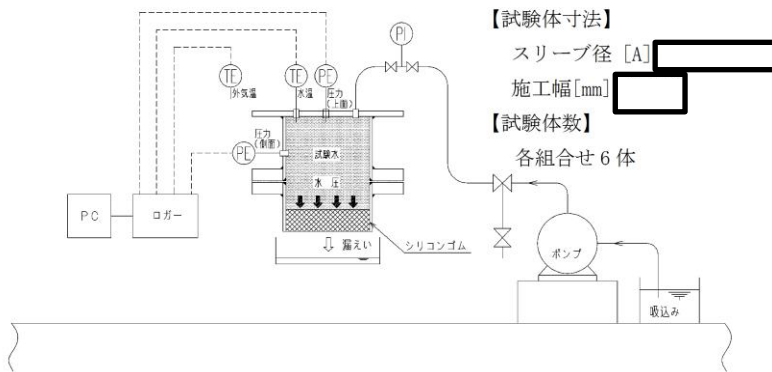 【試験体寸法】
スリーブ径 [A]
施工幅[mm]
【試験体数】
各組合せ 6 体
PI
TE
TE
PE
外気温
水温
圧力
(上面)
圧力
(側面)
PE
試験水
水 圧
PC
ロガー
シリコンゴム
漏えい
ポンプ
吸込み